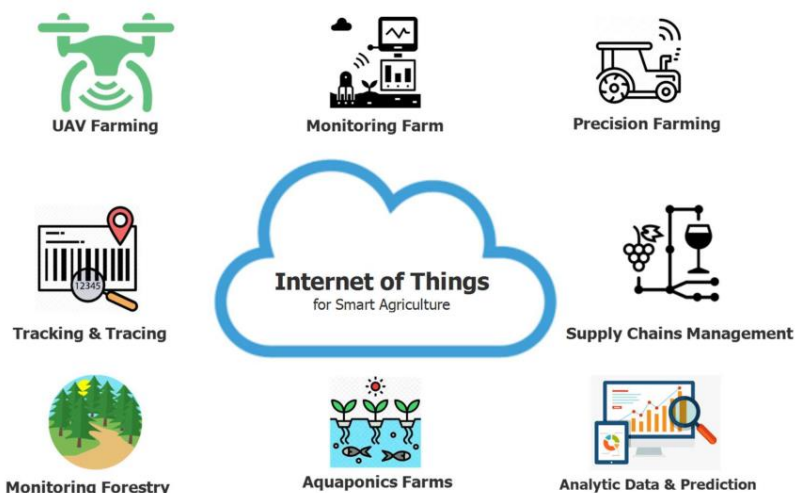 UAV Farming
Monitoring Farm
Precision Farming
12345
Internet of Things
for Smart Agriculture
Tracking & Tracing
Supply Chains Management
Monitoring Forestry
Aquaponics Farms
Analytic Data & Prediction